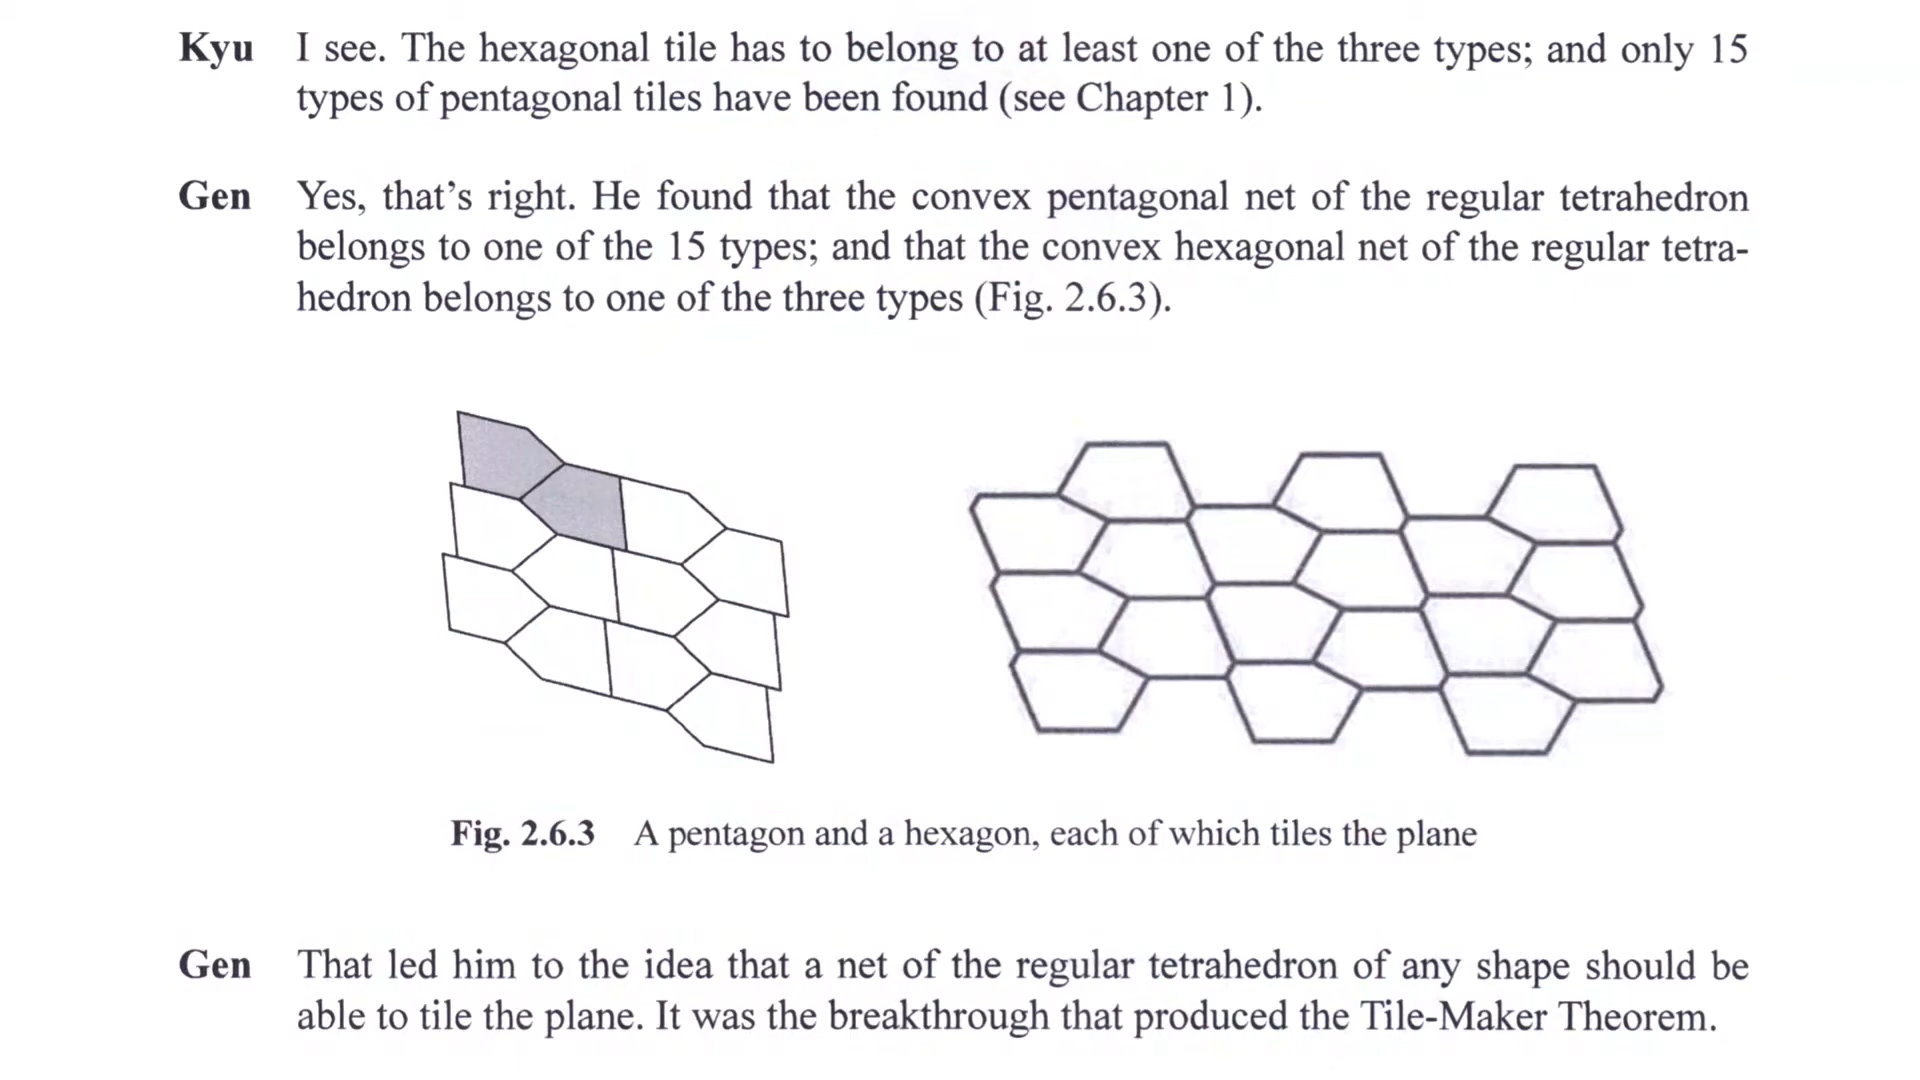 Kyu I see. The hexagonal tile has to belong to at least one of the three types; and only 15
types of pentagonal tiles have been found (see Chapter 1).
Gen Yes, that's right. He found that the convex pentagonal net of the regular tetrahedron
belongs to one of the 15 types; and that the convex hexagonal net of the regular tetra-
hedron belongs to one of the three types (Fig. 2.6.3).
Fig. 2.6.3 A pentagon and a hexagon, each of which tiles the plane
Gen That led him to the idea that a net of the regular tetrahedron of any shape should be
able to tile the plane. It was the breakthrough that produced the Tile-Maker Theorem.